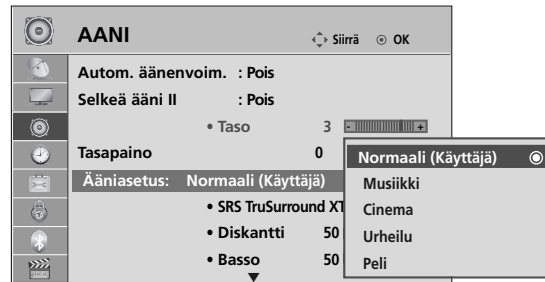 AANI
Siirrä
OK
Autom. äänenvoim. : Pois
Selkeä ääni II : Pois
• Taso 3 - +
Tasapaino 0
Ääniasetus: Normaali (Käyttäjä)
• SRS TruSurround XT
• Diskantti 50
• Basso 50
Normaali (Käyttäjä)
Musiikki
Cinema
Urheilu
Peli